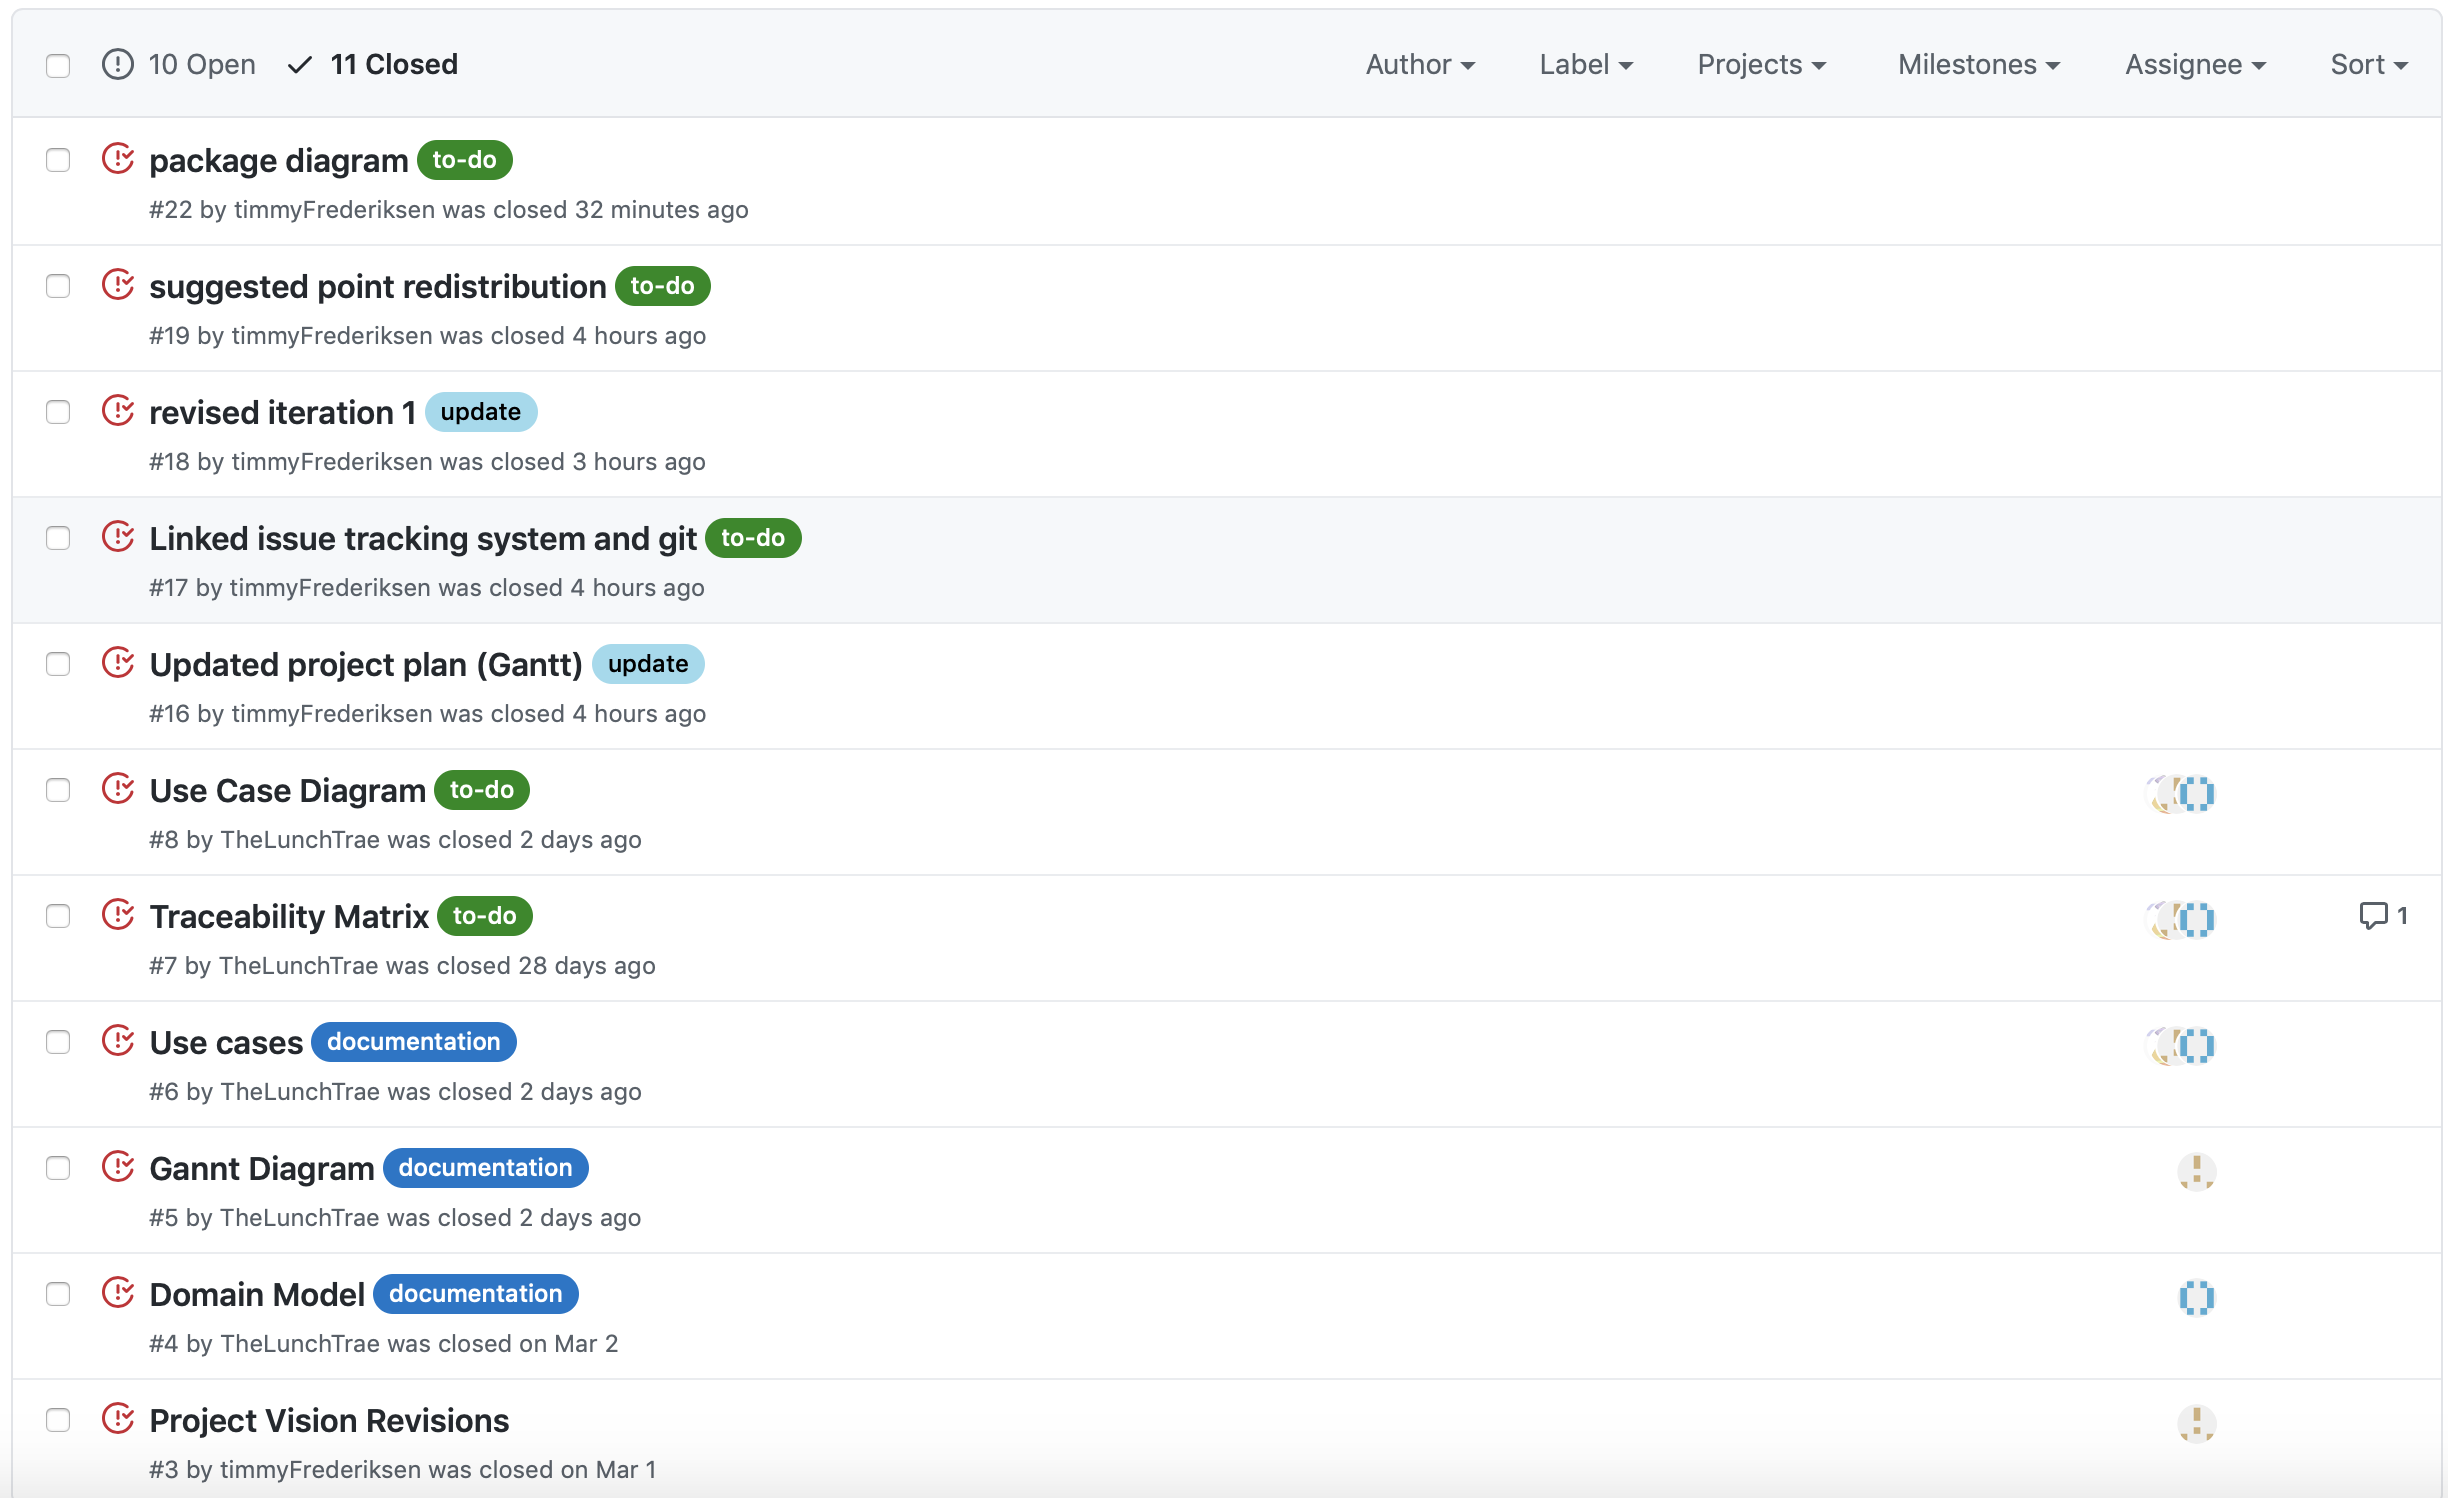 10 Open 11 Closed Author Label Projects Milestones Assignee Sort
package diagram to-do
#22 by timmyFrederiksen was closed 32 minutes ago
suggested point redistribution to-do
#19 by timmyFrederiksen was closed 4 hours ago
revised iteration 1 update
#18 by timmyFrederiksen was closed 3 hours ago
Linked issue tracking system and git to-do
#17 by timmyFrederiksen was closed 4 hours ago
Updated project plan (Gantt) update
#16 by timmyFrederiksen was closed 4 hours ago
Use Case Diagram to-do
#8 by TheLunchTrae was closed 2 days ago
Traceability Matrix to-do 1
#7 by TheLunchTrae was closed 28 days ago
Use cases documentation
#6 by TheLunchTrae was closed 2 days ago
Gannt Diagram documentation
#5 by TheLunchTrae was closed 2 days ago
Domain Model documentation
#4 by TheLunchTrae was closed on Mar 2
Project Vision Revisions
#3 by timmyFrederiksen was closed on Mar 1